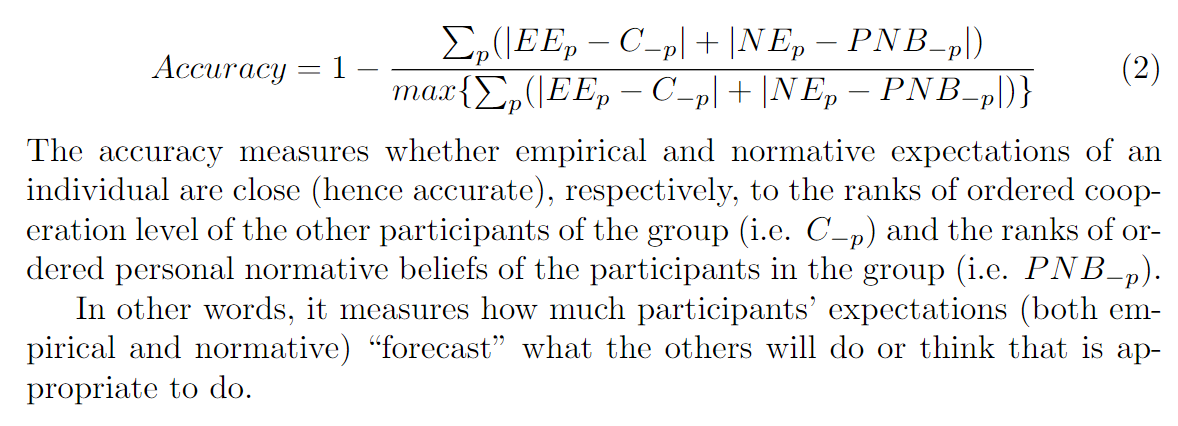 Accuracy = 1 − \frac{\sum_p(|EE_p − C_{−p}| + |NE_p − PNB_{−p}|)}{max\{\sum_p(|EE_p − C_{−p}| + |NE_p − PNB_{−p}|)\}} (2)
The accuracy measures whether empirical and normative expectations of an
individual are close (hence accurate), respectively, to the ranks of ordered coop-
eration level of the other participants of the group (i.e. C_{−p}) and the ranks of or-
dered personal normative beliefs of the participants in the group (i.e. PNB_{−p}).
In other words, it measures how much participants’ expectations (both em-
pirical and normative) “forecast” what the others will do or think that is ap-
propriate to do.